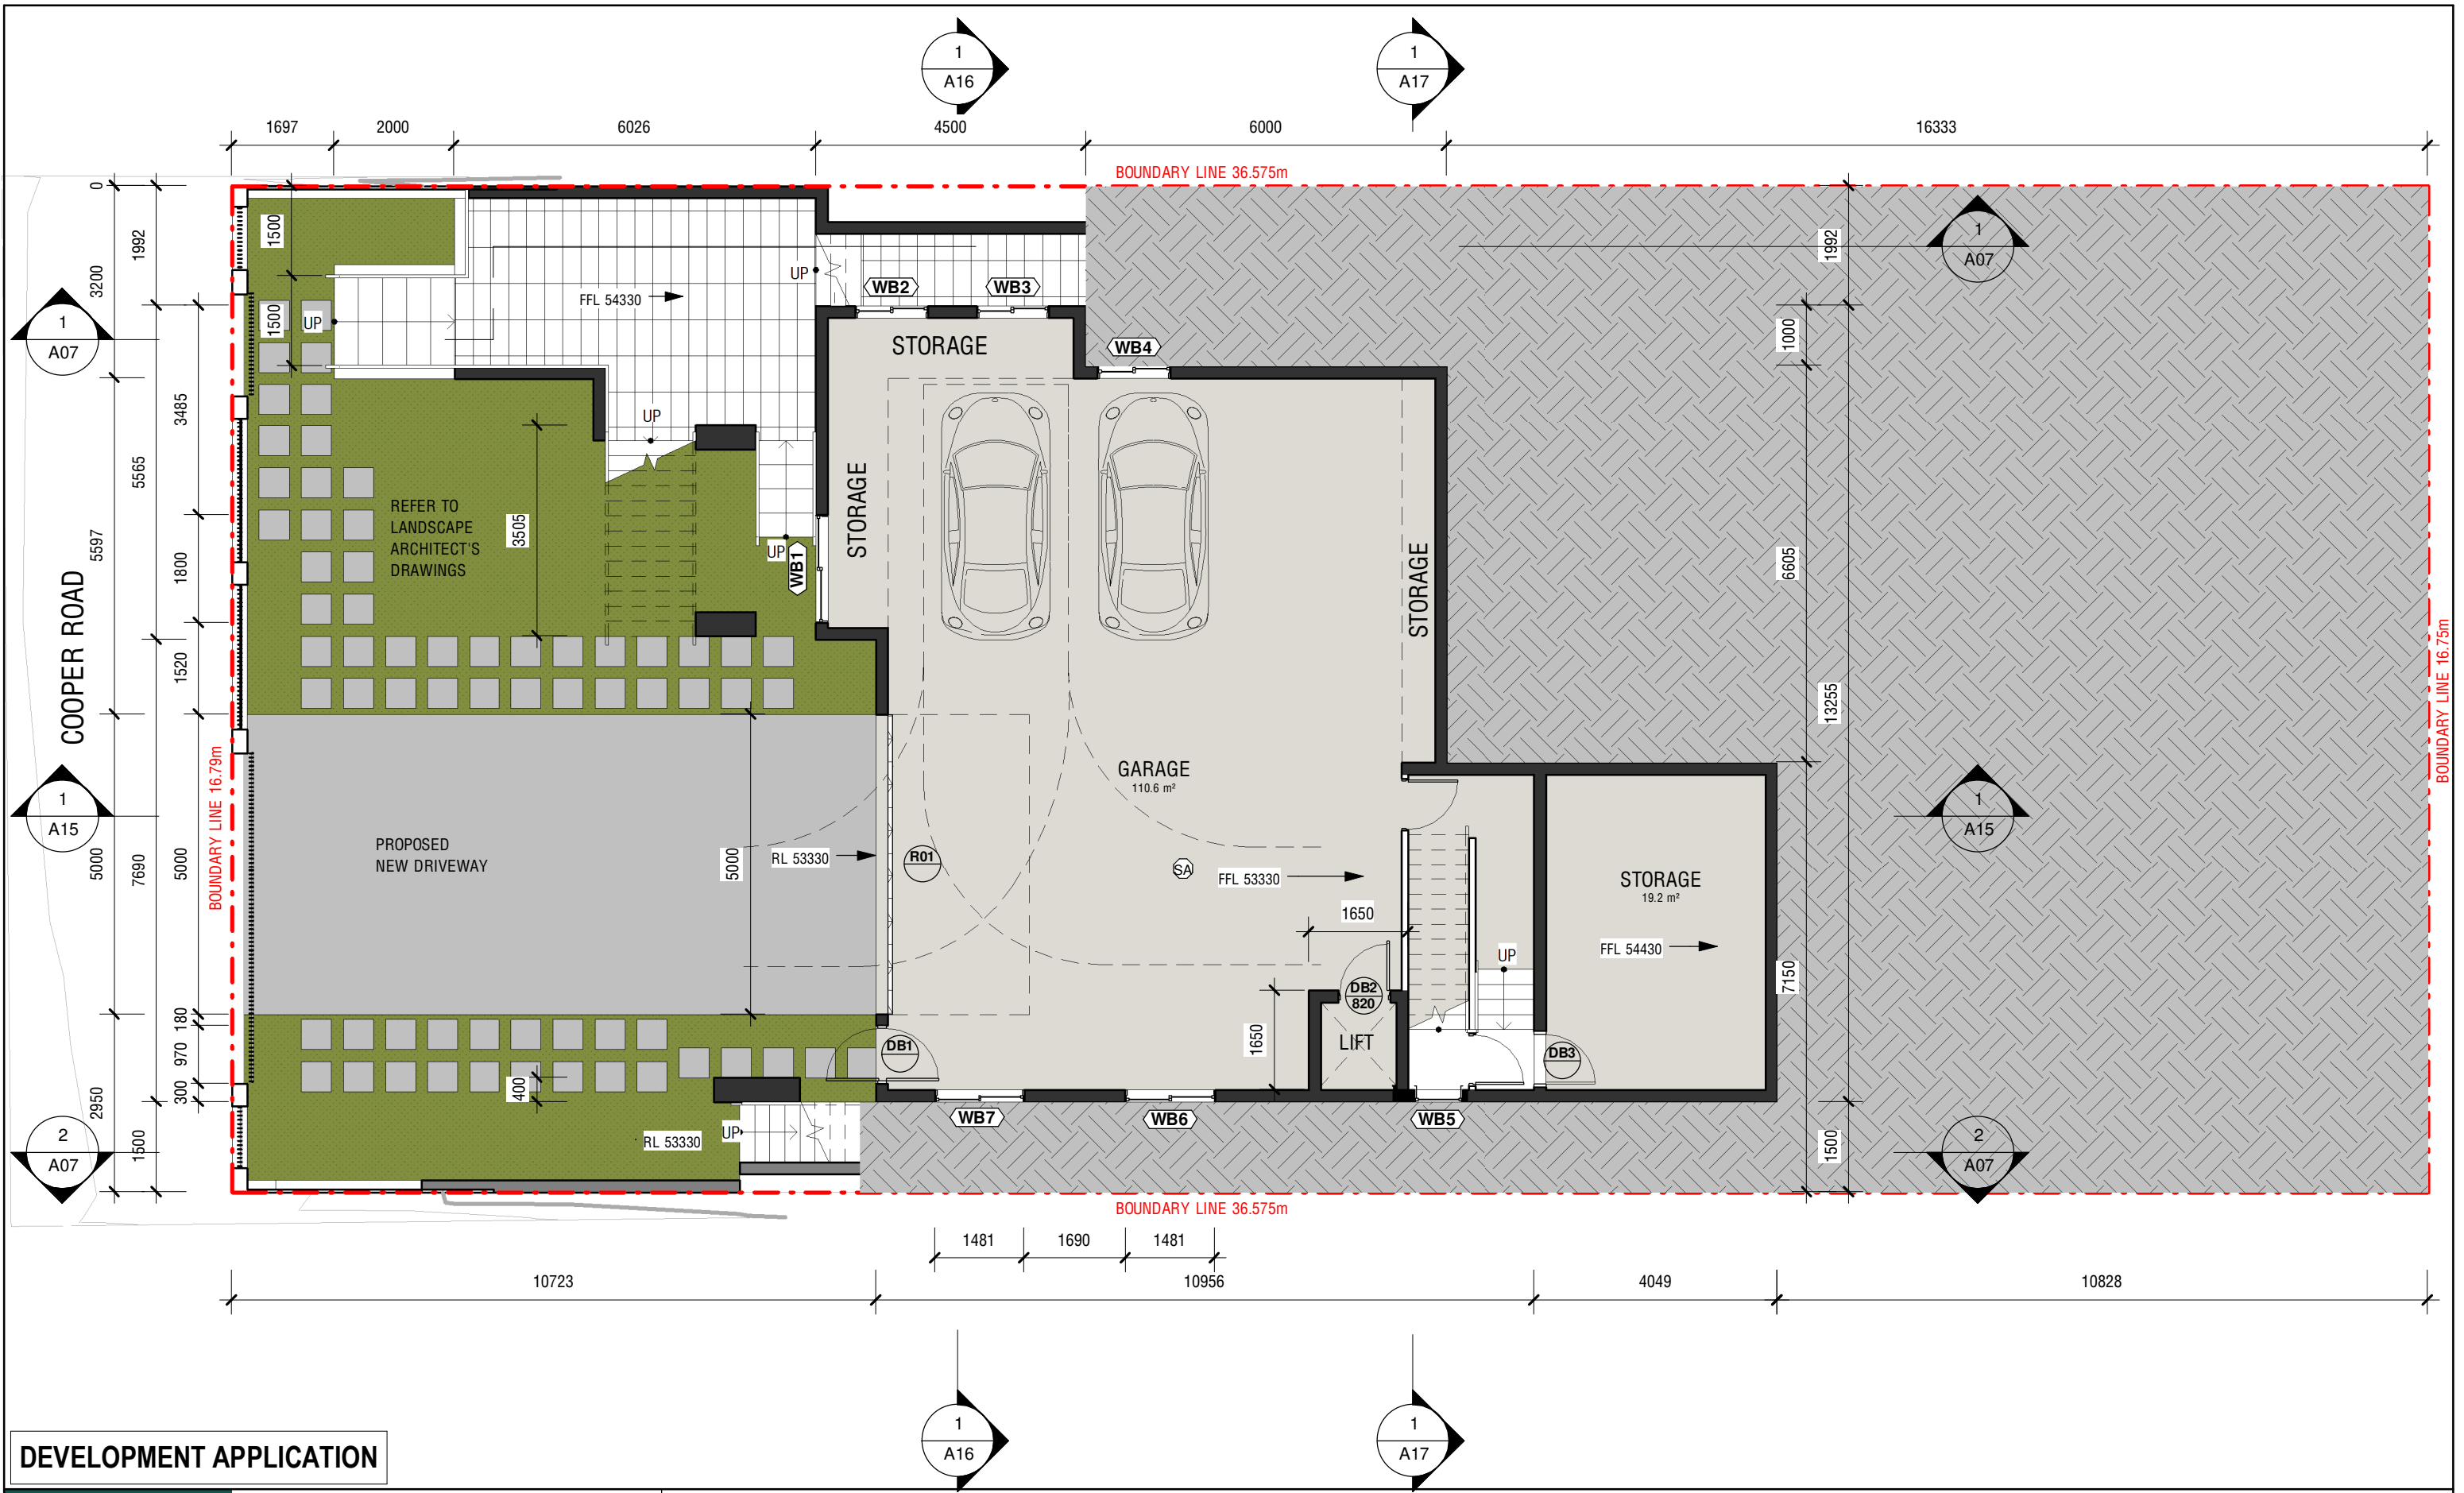 1
A16
1
A17
1697
2000
6026
4500
6000
16333
BOUNDARY LINE 36.575m
0
1992
3200
1500
1500
UP
FFL 54330
UP
WB2
WB3
WB4
STORAGE
1992
1000
1
A07
1
A07
3485
5565
5597
1800
1520
UP
REFER TO
LANDSCAPE
ARCHITECT'S
DRAWINGS
3505
UP
WB1
STORAGE
STORAGE
6605
13255
COOPER ROAD
BOUNDARY LINE 16.79m
BOUNDARY LINE 16.75m
GARAGE
110.6 m²
1
A15
1
A15
5000
7690
5000
PROPOSED
NEW DRIVEWAY
5000
RL 53330
R01
SA
FFL 53330
1650
STORAGE
19.2 m²
FFL 54430
UP
DB2
820
LIFT
1650
7150
180
970
300
2950
1500
DB1
DB3
400
WB7
WB6
WB5
2
A07
RL 53330
UP
1500
2
A07
BOUNDARY LINE 36.575m
1481
1690
1481
10723
10956
4049
10828
1
A16
1
A17
DEVELOPMENT APPLICATION